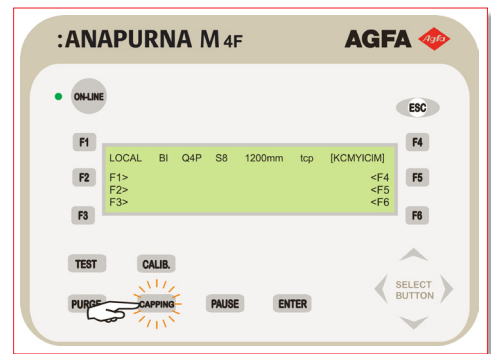 :ANAPURNA M 4F
AGFA
Agfa
ON-LINE
ESC
F1
F4
LOCAL BI Q4P S8 1200mm tcp [KCMYlClM]
F1> <F4
F2> <F5
F3> <F6
F2
F5
F3
F6
TEST
CALIB.
SELECT
BUTTON
PURGE
CAPPING
PAUSE
ENTER